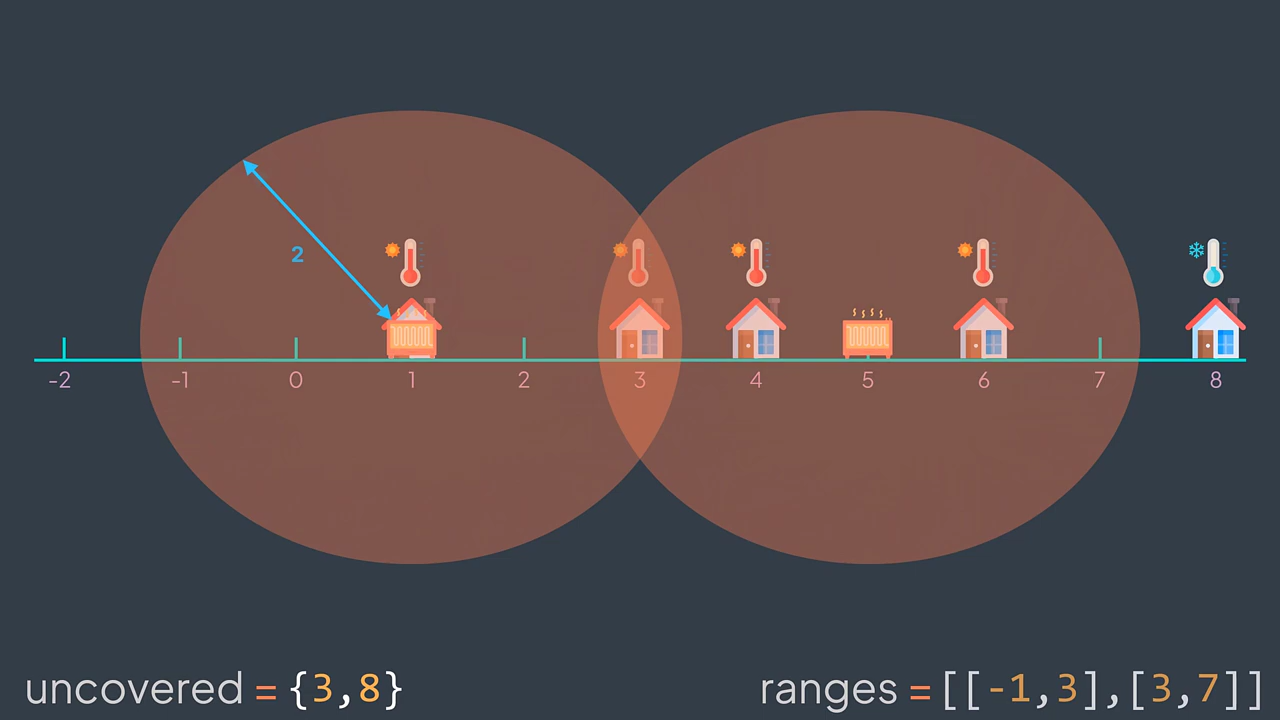 2
-2 -1 0 1 2 3 4 5 6 7 8
uncovered = {3,8}
ranges = [[-1,3],[3,7]]